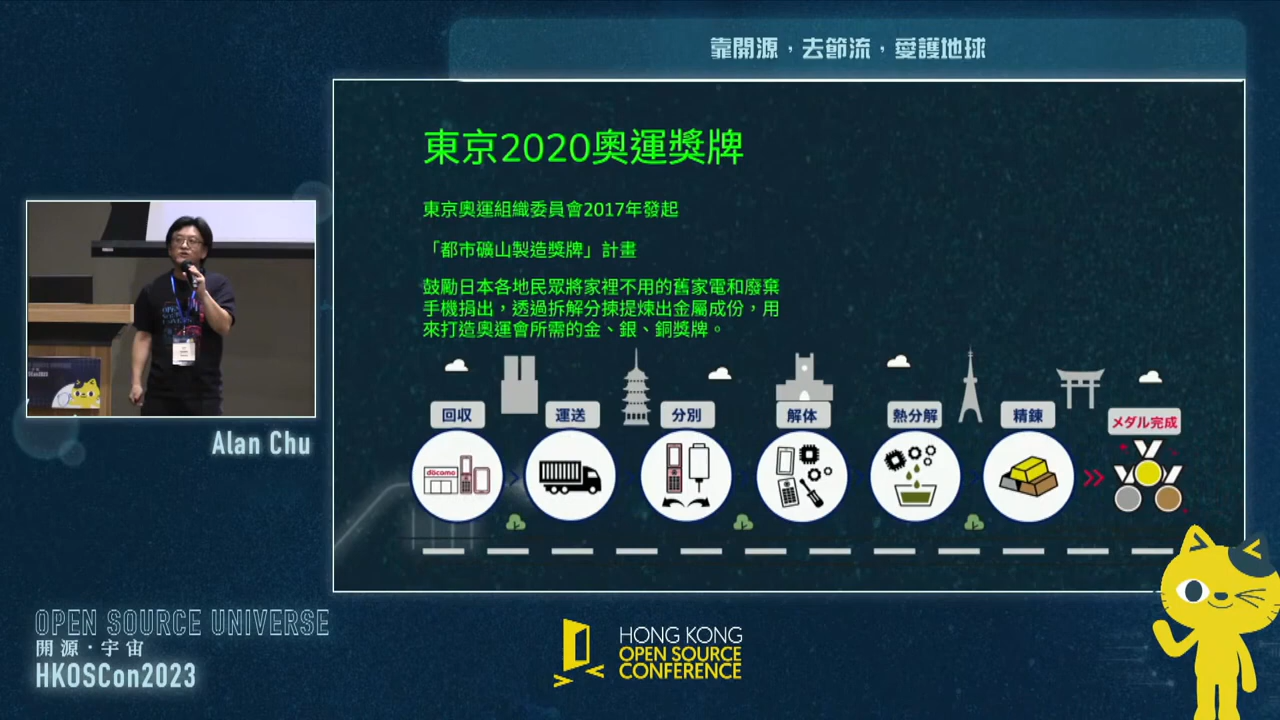 靠開源，去節流，愛護地球
東京2020奧運獎牌
東京奧運組織委員會2017年發起
「都市礦山製造獎牌」計畫
鼓勵日本各地民眾將家裡不用的舊家電和廢棄
手機捐出，透過拆解分揀提煉出金屬成份，用
來打造奧運會所需的金、銀、銅獎牌。
回収
運送
分別
解体
熱分解
精錬
メダル完成
döcomo
Alan Chu
OPEN SOURCE UNIVERSE
開源·宇宙
HKOSCon2023
HONG KONG
OPEN SOURCE
CONFERENCE